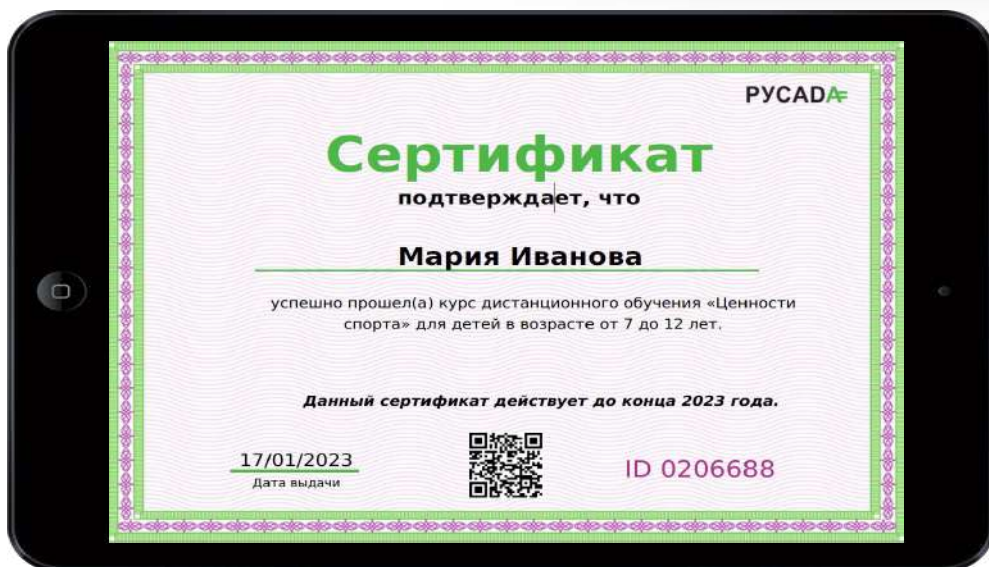 РУСАDA
Сертификат
подтверждает, что
Мария Иванова
успешно прошел(а) курс дистанционного обучения «Ценности
спорта» для детей в возрасте от 7 до 12 лет.
Данный сертификат действует до конца 2023 года.
17/01/2023
Дата выдачи
ID 0206688